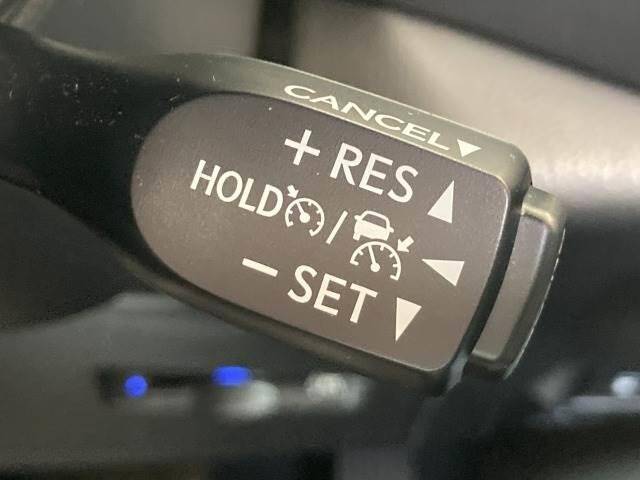 CANCEL▼
+ RES ▲
HOLD / ◀
− SET ▼